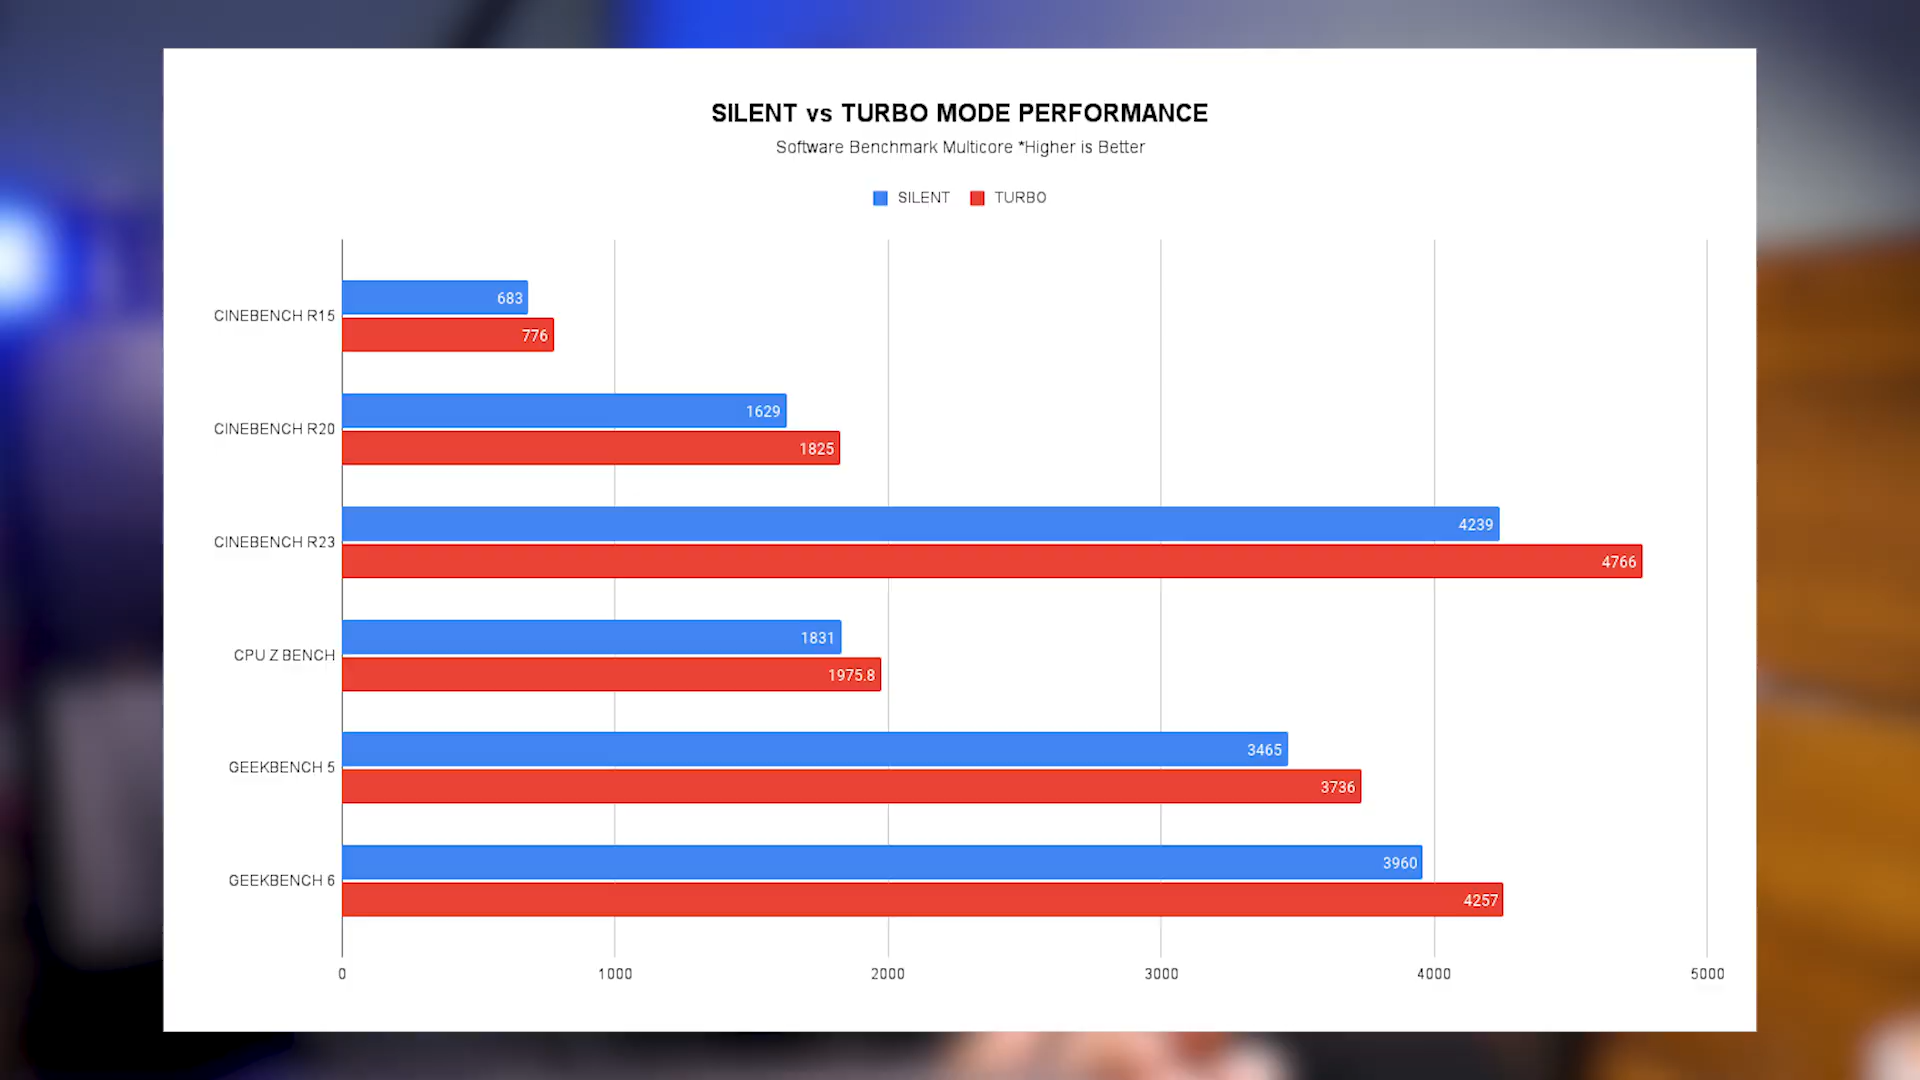 SILENT vs TURBO MODE PERFORMANCE
Software Benchmark Multicore *Higher is Better
SILENT TURBO
CINEBENCH R15 683 776
CINEBENCH R20 1629 1825
CINEBENCH R23 4239 4766
CPU Z BENCH 1831 1975.8
GEEKBENCH 5 3465 3736
GEEKBENCH 6 3960 4257
0 1000 2000 3000 4000 5000